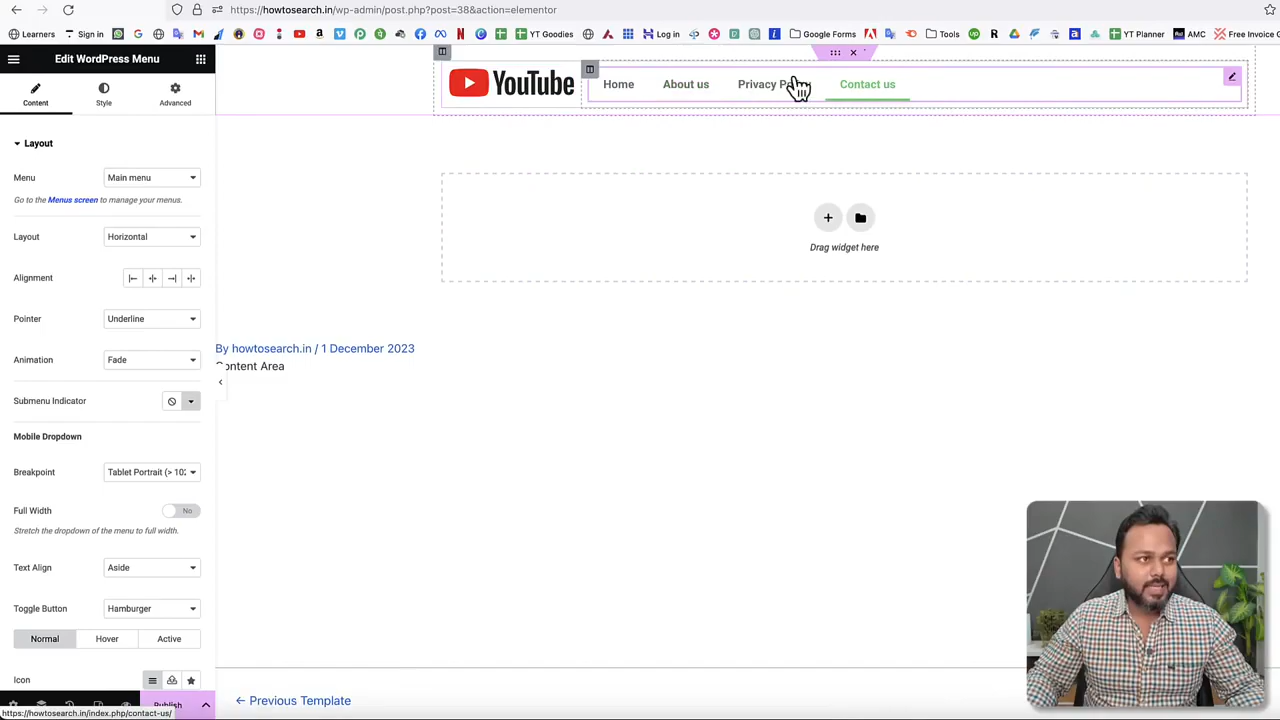 https://howtosearch.in/wp-admin/post.php?post=38&action=elementor
Learners
Sign in
YT Goodies
Log in
Google Forms
Tools
YT Planner
AMC
Free Invoice G
Edit WordPress Menu
Content
Style
Advanced
Layout
Menu
Main menu
Go to the Menus screen to manage your menus.
Layout
Horizontal
Alignment
Pointer
Underline
Animation
Fade
Submenu Indicator
Mobile Dropdown
Breakpoint
Tablet Portrait (> 102
Full Width
No
Stretch the dropdown of the menu to full width.
Text Align
Aside
Toggle Button
Hamburger
Normal
Hover
Active
Icon
Publish
https://howtosearch.in/index.php/contact-us/
YouTube
Home
About us
Privacy
Contact us
Drag widget here
By howtosearch.in / 1 December 2023
ontent Area
← Previous Template